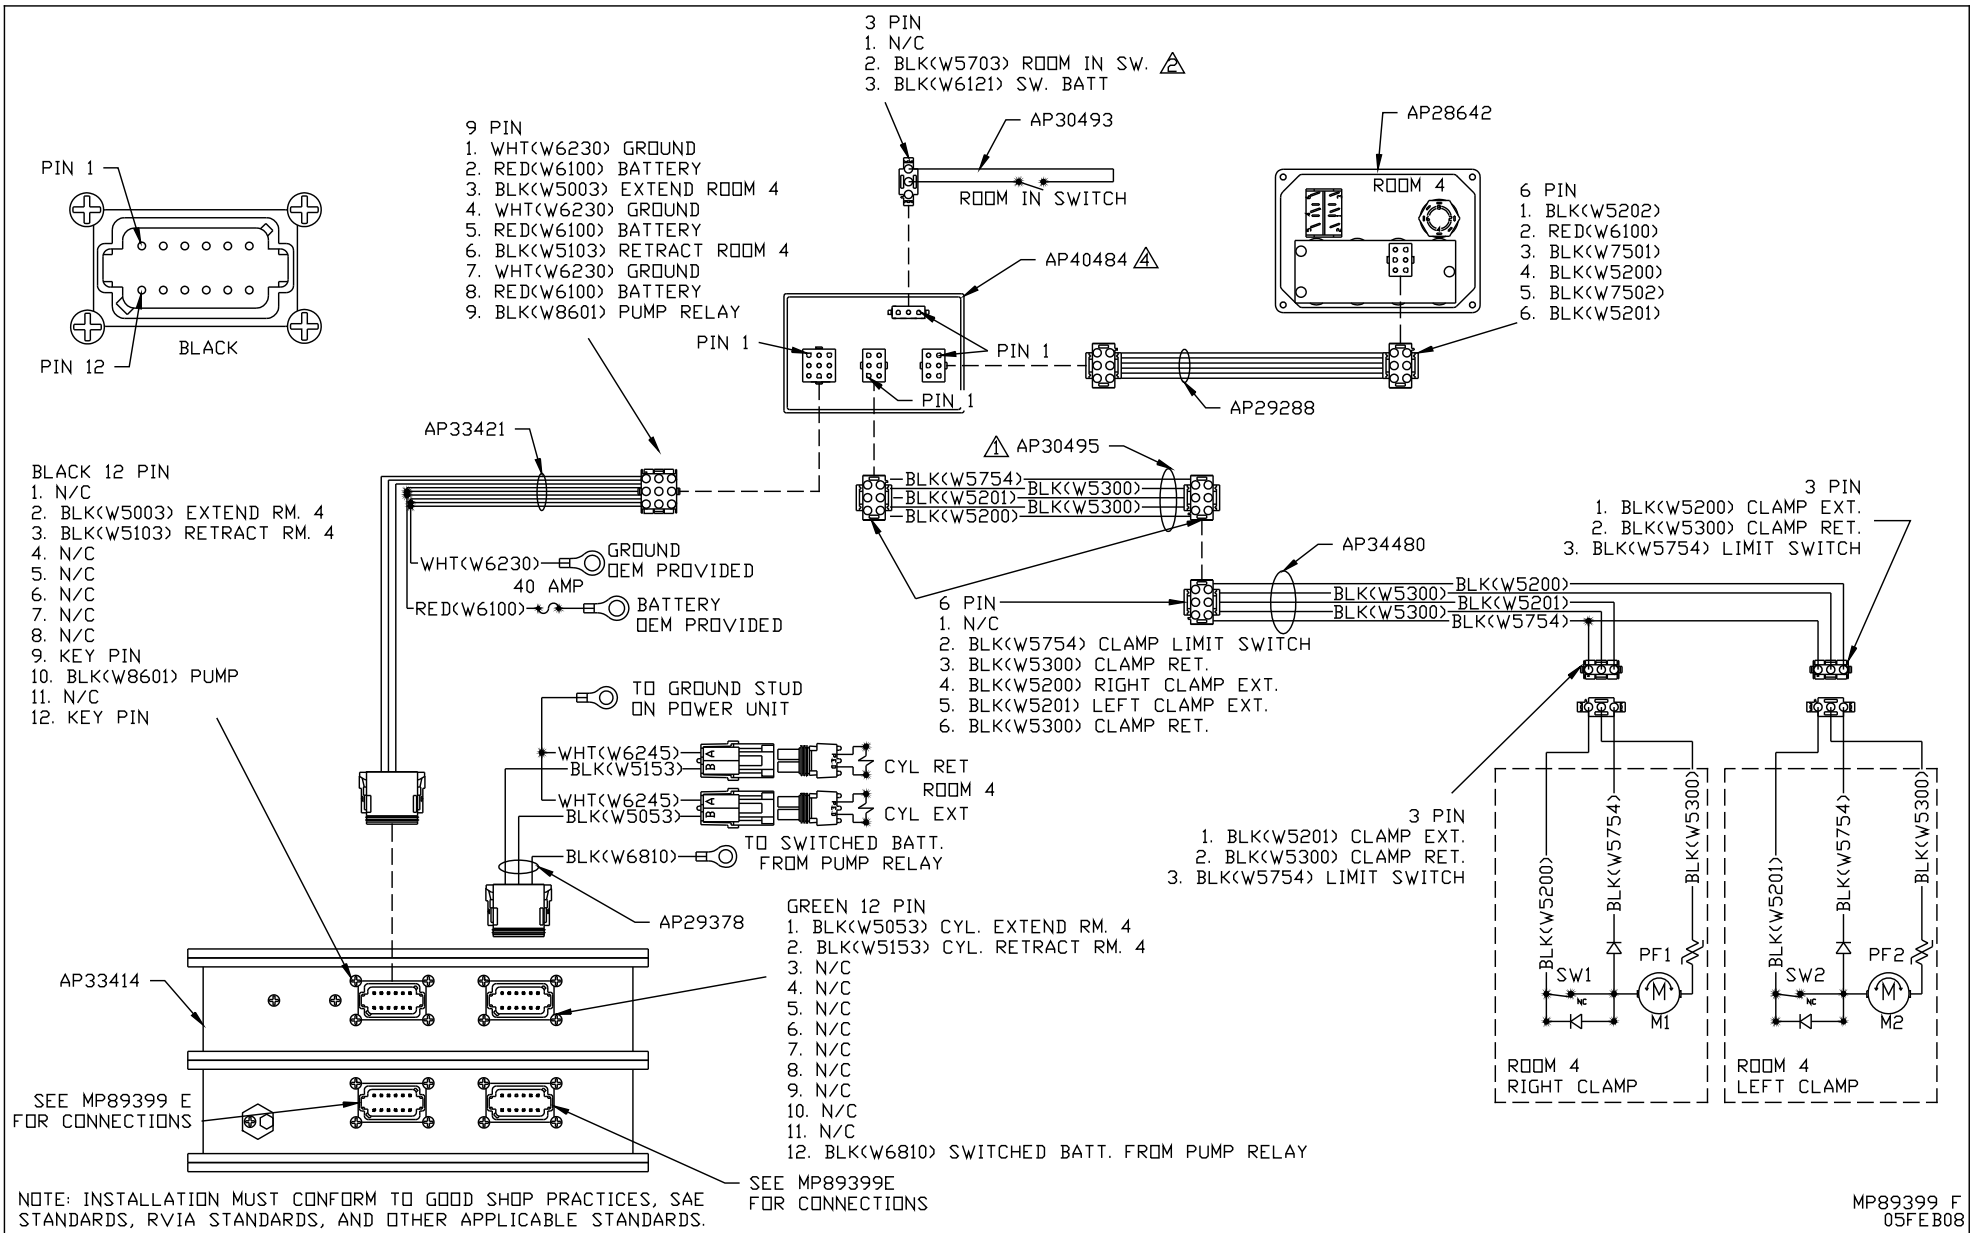 3 PIN
1. N/C
2. BLK(W5703) ROOM IN SW. 2
3. BLK(W6121) SW. BATT
AP30493
ROOM IN SWITCH
AP28642
ROOM 4
6 PIN
1. BLK(W5202)
2. RED(W6100)
3. BLK(W7501)
4. BLK(W5200)
5. BLK(W7502)
6. BLK(W5201)
9 PIN
1. WHT(W6230) GROUND
2. RED(W6100) BATTERY
3. BLK(W5003) EXTEND ROOM 4
4. WHT(W6230) GROUND
5. RED(W6100) BATTERY
6. BLK(W5103) RETRACT ROOM 4
7. WHT(W6230) GROUND
8. RED(W6100) BATTERY
9. BLK(W8601) PUMP RELAY
PIN 1
PIN 12
BLACK
AP40484 4
PIN 1
PIN 1
PIN 1
AP29288
AP33421
1 AP30495
BLK(W5754)
BLK(W5300)
BLK(W5201)
BLK(W5300)
BLK(W5200)
BLACK 12 PIN
1. N/C
2. BLK(W5003) EXTEND RM. 4
3. BLK(W5103) RETRACT RM. 4
4. N/C
5. N/C
6. N/C
7. N/C
8. N/C
9. KEY PIN
10. BLK(W8601) PUMP
11. N/C
12. KEY PIN
WHT(W6230)
GROUND
OEM PROVIDED
40 AMP
RED(W6100)
BATTERY
OEM PROVIDED
AP34480
3 PIN
1. BLK(W5200) CLAMP EXT.
2. BLK(W5300) CLAMP RET.
3. BLK(W5754) LIMIT SWITCH
BLK(W5200)
BLK(W5300)
BLK(W5201)
BLK(W5300)
BLK(W5754)
6 PIN
1. N/C
2. BLK(W5754) CLAMP LIMIT SWITCH
3. BLK(W5300) CLAMP RET.
4. BLK(W5200) RIGHT CLAMP EXT.
5. BLK(W5201) LEFT CLAMP EXT.
6. BLK(W5300) CLAMP RET.
TO GROUND STUD
ON POWER UNIT
WHT(W6245)
BLK(W5153)
B A
CYL RET
ROOM 4
WHT(W6245)
BLK(W5053)
B A
CYL EXT
BLK(W6810)
TO SWITCHED BATT.
FROM PUMP RELAY
AP29378
3 PIN
1. BLK(W5201) CLAMP EXT.
2. BLK(W5300) CLAMP RET.
3. BLK(W5754) LIMIT SWITCH
BLK(W5200)
BLK(W5754)
BLK(W5300)
SW1
NC
PF1
M
M1
ROOM 4
RIGHT CLAMP
BLK(W5201)
BLK(W5754)
BLK(W5300)
SW2
NC
PF2
M
M2
ROOM 4
LEFT CLAMP
GREEN 12 PIN
1. BLK(W5053) CYL. EXTEND RM. 4
2. BLK(W5153) CYL. RETRACT RM. 4
3. N/C
4. N/C
5. N/C
6. N/C
7. N/C
8. N/C
9. N/C
10. N/C
11. N/C
12. BLK(W6810) SWITCHED BATT. FROM PUMP RELAY
AP33414
SEE MP89399 E
FOR CONNECTIONS
SEE MP89399E
FOR CONNECTIONS
NOTE: INSTALLATION MUST CONFORM TO GOOD SHOP PRACTICES, SAE
STANDARDS, RVIA STANDARDS, AND OTHER APPLICABLE STANDARDS.
MP89399 F
05FEB08